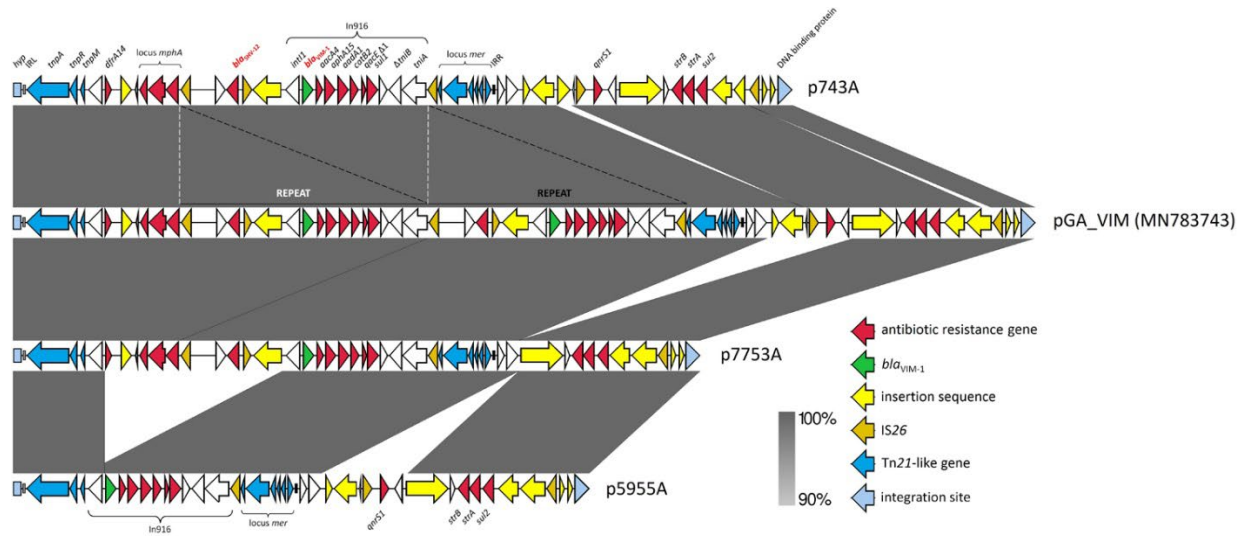 In916
hyp
IRL
tnpA
tnpR
tnpM
dfrA14
locus mphA
blaSHV-12
intI1
blaVIM-1
aacA4
aphA15
aadA1
catB2
qacEΔ1
sul1
ΔtniB
tniA
locus mer
IRR
qnrS1
strB
strA
sul2
DNA binding protein
p743A
REPEAT
REPEAT
pGA_VIM (MN783743)
p7753A
antibiotic resistance gene
blaVIM-1
insertion sequence
IS26
Tn21-like gene
integration site
100%
90%
p5955A
In916
locus mer
qnrS1
strB
strA
sul2